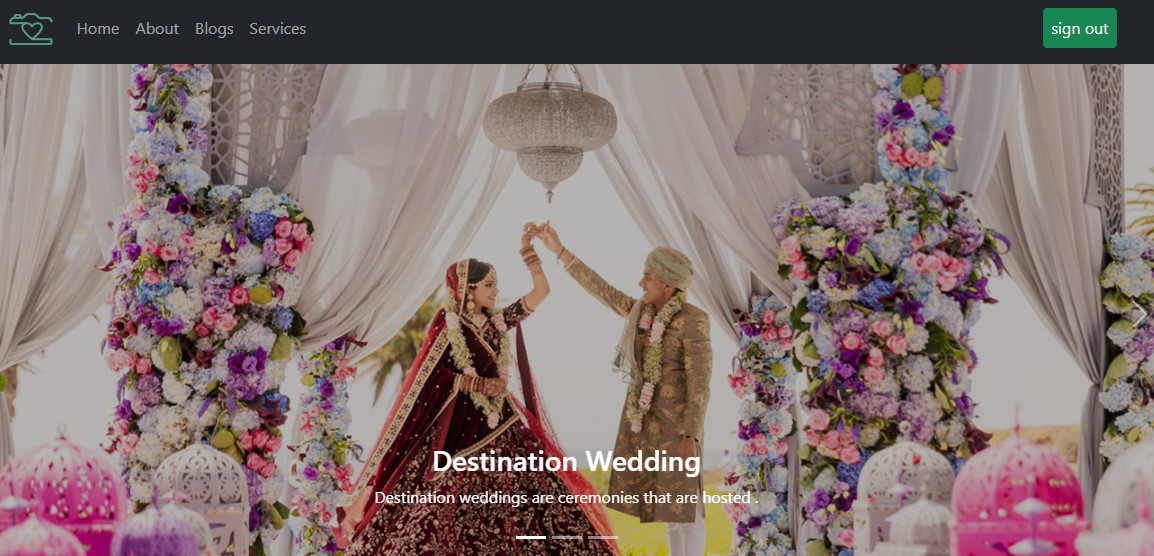 Home About Blogs Services sign out
Destination Wedding
Destination weddings are ceremonies that are hosted .